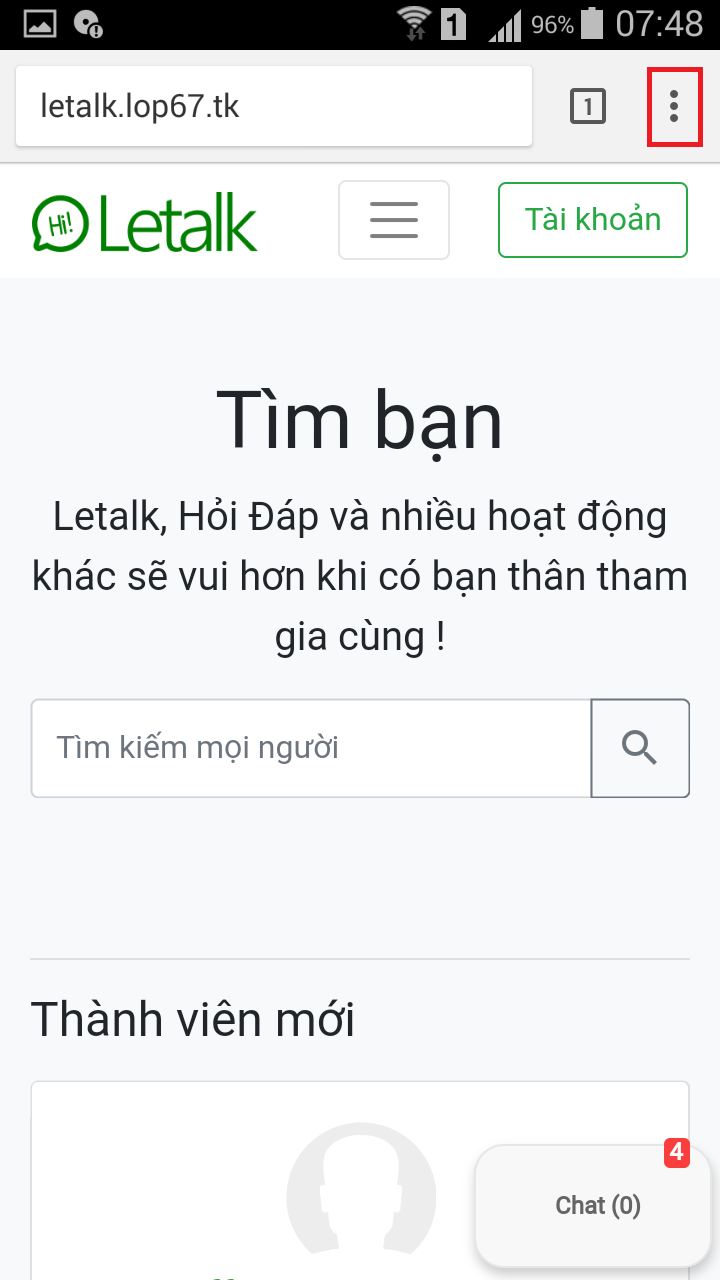 1
96%
07:48
letalk.lop67.tk
1
Hi!
Letalk
Tài khoản
Tìm bạn
Letalk, Hỏi Đáp và nhiều hoạt động
khác sẽ vui hơn khi có bạn thân tham
gia cùng !
Tìm kiếm mọi người
Thành viên mới
4
Chat (0)